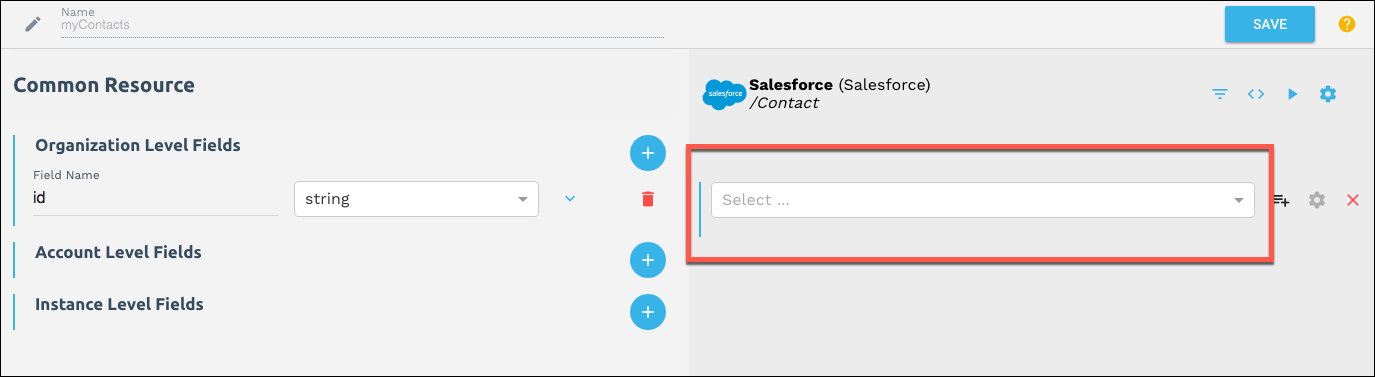 Name
myContacts
SAVE
?
Common Resource
salesforce
Salesforce (Salesforce)
/Contact
Organization Level Fields
Field Name
id
string
Select ...
Account Level Fields
Instance Level Fields